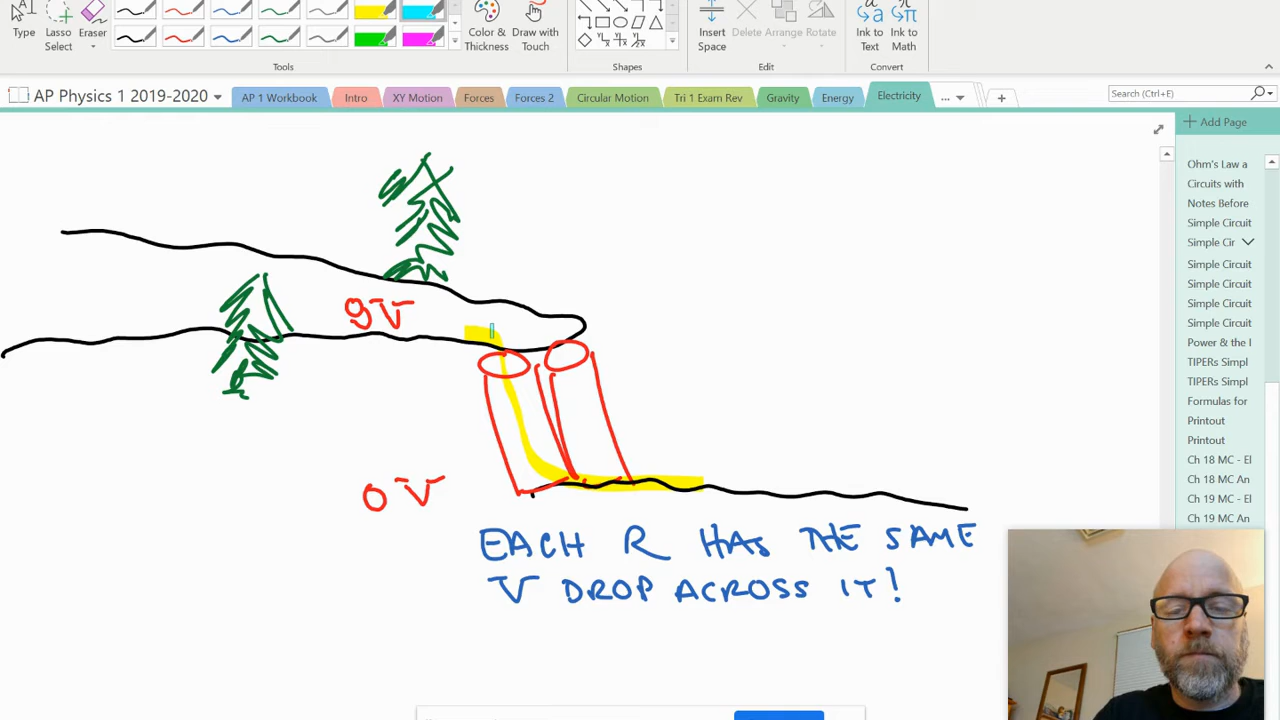 Type
Lasso Select
Eraser
Color & Thickness
Draw with Touch
Insert Space
Delete
Arrange
Rotate
Ink to Text
Ink to Math
Tools
Shapes
Edit
Convert
AP Physics 1 2019-2020
AP 1 Workbook
Intro
XY Motion
Forces
Forces 2
Circular Motion
Tri 1 Exam Rev
Gravity
Energy
Electricity
...
Search (Ctrl+E)
Add Page
Ohm's Law a
Circuits with
Notes Before
Simple Circuit
Simple Cir
Simple Circuit
Simple Circuit
Simple Circuit
Simple Circuit
Power & the I
TIPERs Simpl
TIPERs Simpl
Formulas for
Printout
Printout
Ch 18 MC - El
Ch 18 MC An
Ch 19 MC - El
Ch 19 MC An
9V
0V
EACH R HAS THE SAME
V DROP ACROSS IT!